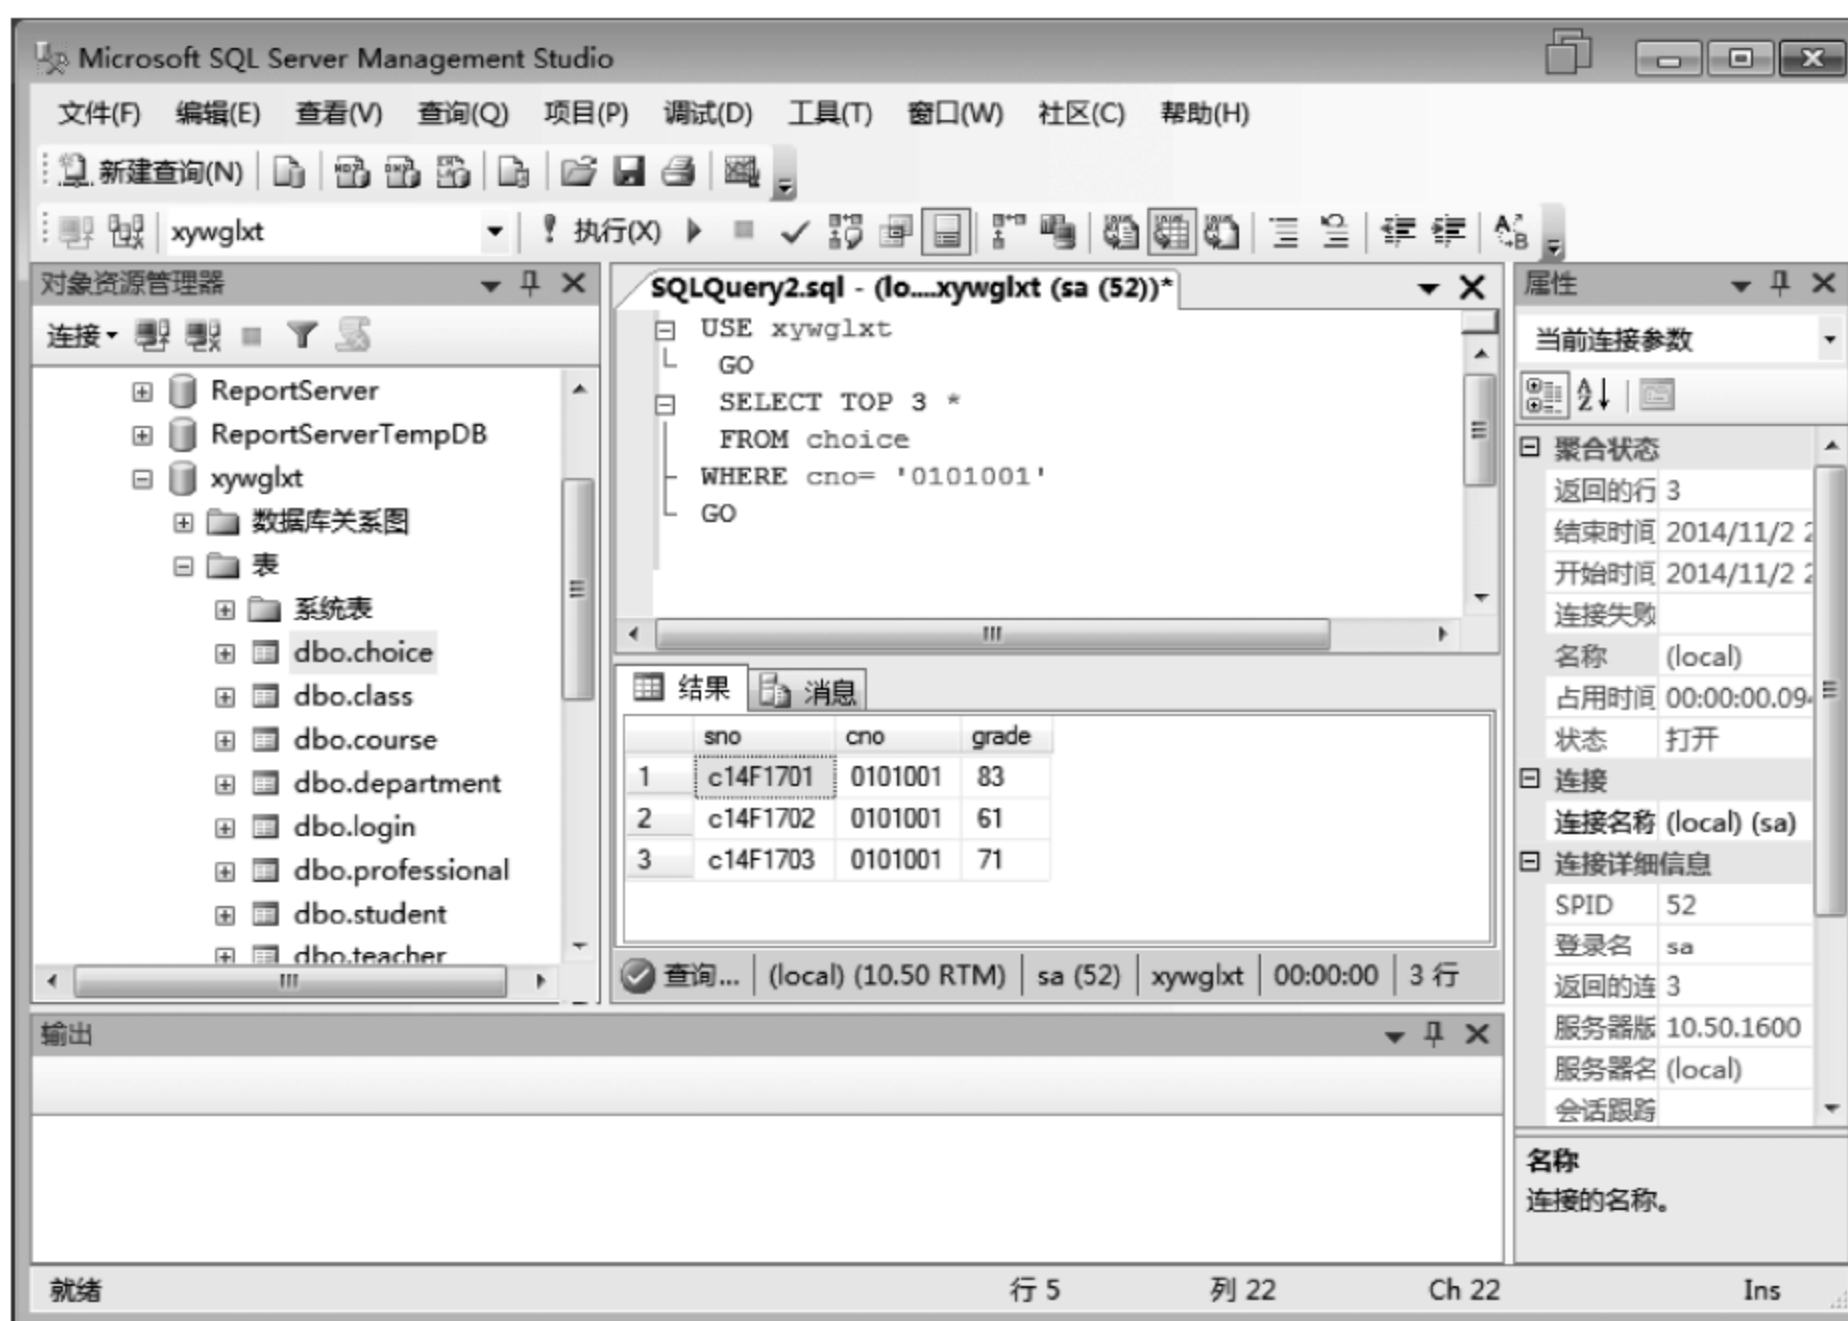 Microsoft SQL Server Management Studio
文件(F) 编辑(E) 查看(V) 查询(Q) 项目(P) 调试(D) 工具(T) 窗口(W) 社区(C) 帮助(H)
新建查询(N)
xywglxt 执行(X)
对象资源管理器
连接
ReportServer
ReportServerTempDB
xywglxt
数据库关系图
表
系统表
dbo.choice
dbo.class
dbo.course
dbo.department
dbo.login
dbo.professional
dbo.student
dbo.teacher
SQLQuery2.sql - (lo....xywglxt (sa (52))*
USE xywglxt
GO
SELECT TOP 3 *
FROM choice
WHERE cno= '0101001'
GO
结果 消息
sno cno grade
1 c14F1701 0101001 83
2 c14F1702 0101001 61
3 c14F1703 0101001 71
查询... (local) (10.50 RTM) sa (52) xywglxt 00:00:00 3 行
属性
当前连接参数
聚合状态
返回的行 3
结束时间 2014/11/2 2
开始时间 2014/11/2 2
连接失败
名称 (local)
占用时间 00:00:00.094
状态 打开
连接
连接名称 (local) (sa)
连接详细信息
SPID 52
登录名 sa
返回的连 3
服务器版 10.50.1600
服务器名 (local)
会话跟踪
名称
连接的名称。
输出
就绪 行 5 列 22 Ch 22 Ins